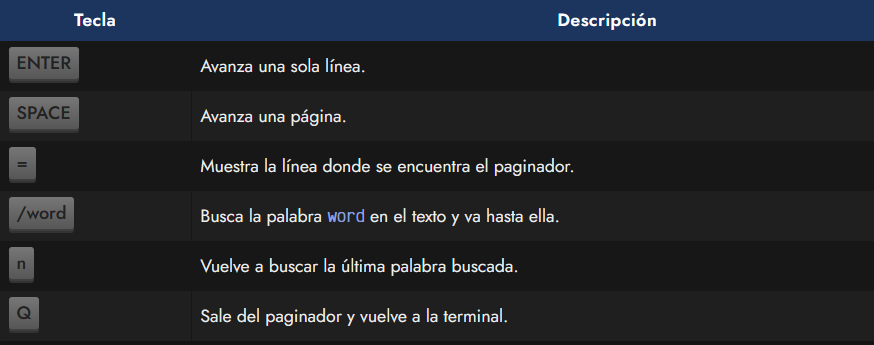 Tecla Descripción
ENTER Avanza una sola línea.
SPACE Avanza una página.
= Muestra la línea donde se encuentra el paginador.
/word Busca la palabra word en el texto y va hasta ella.
n Vuelve a buscar la última palabra buscada.
Q Sale del paginador y vuelve a la terminal.